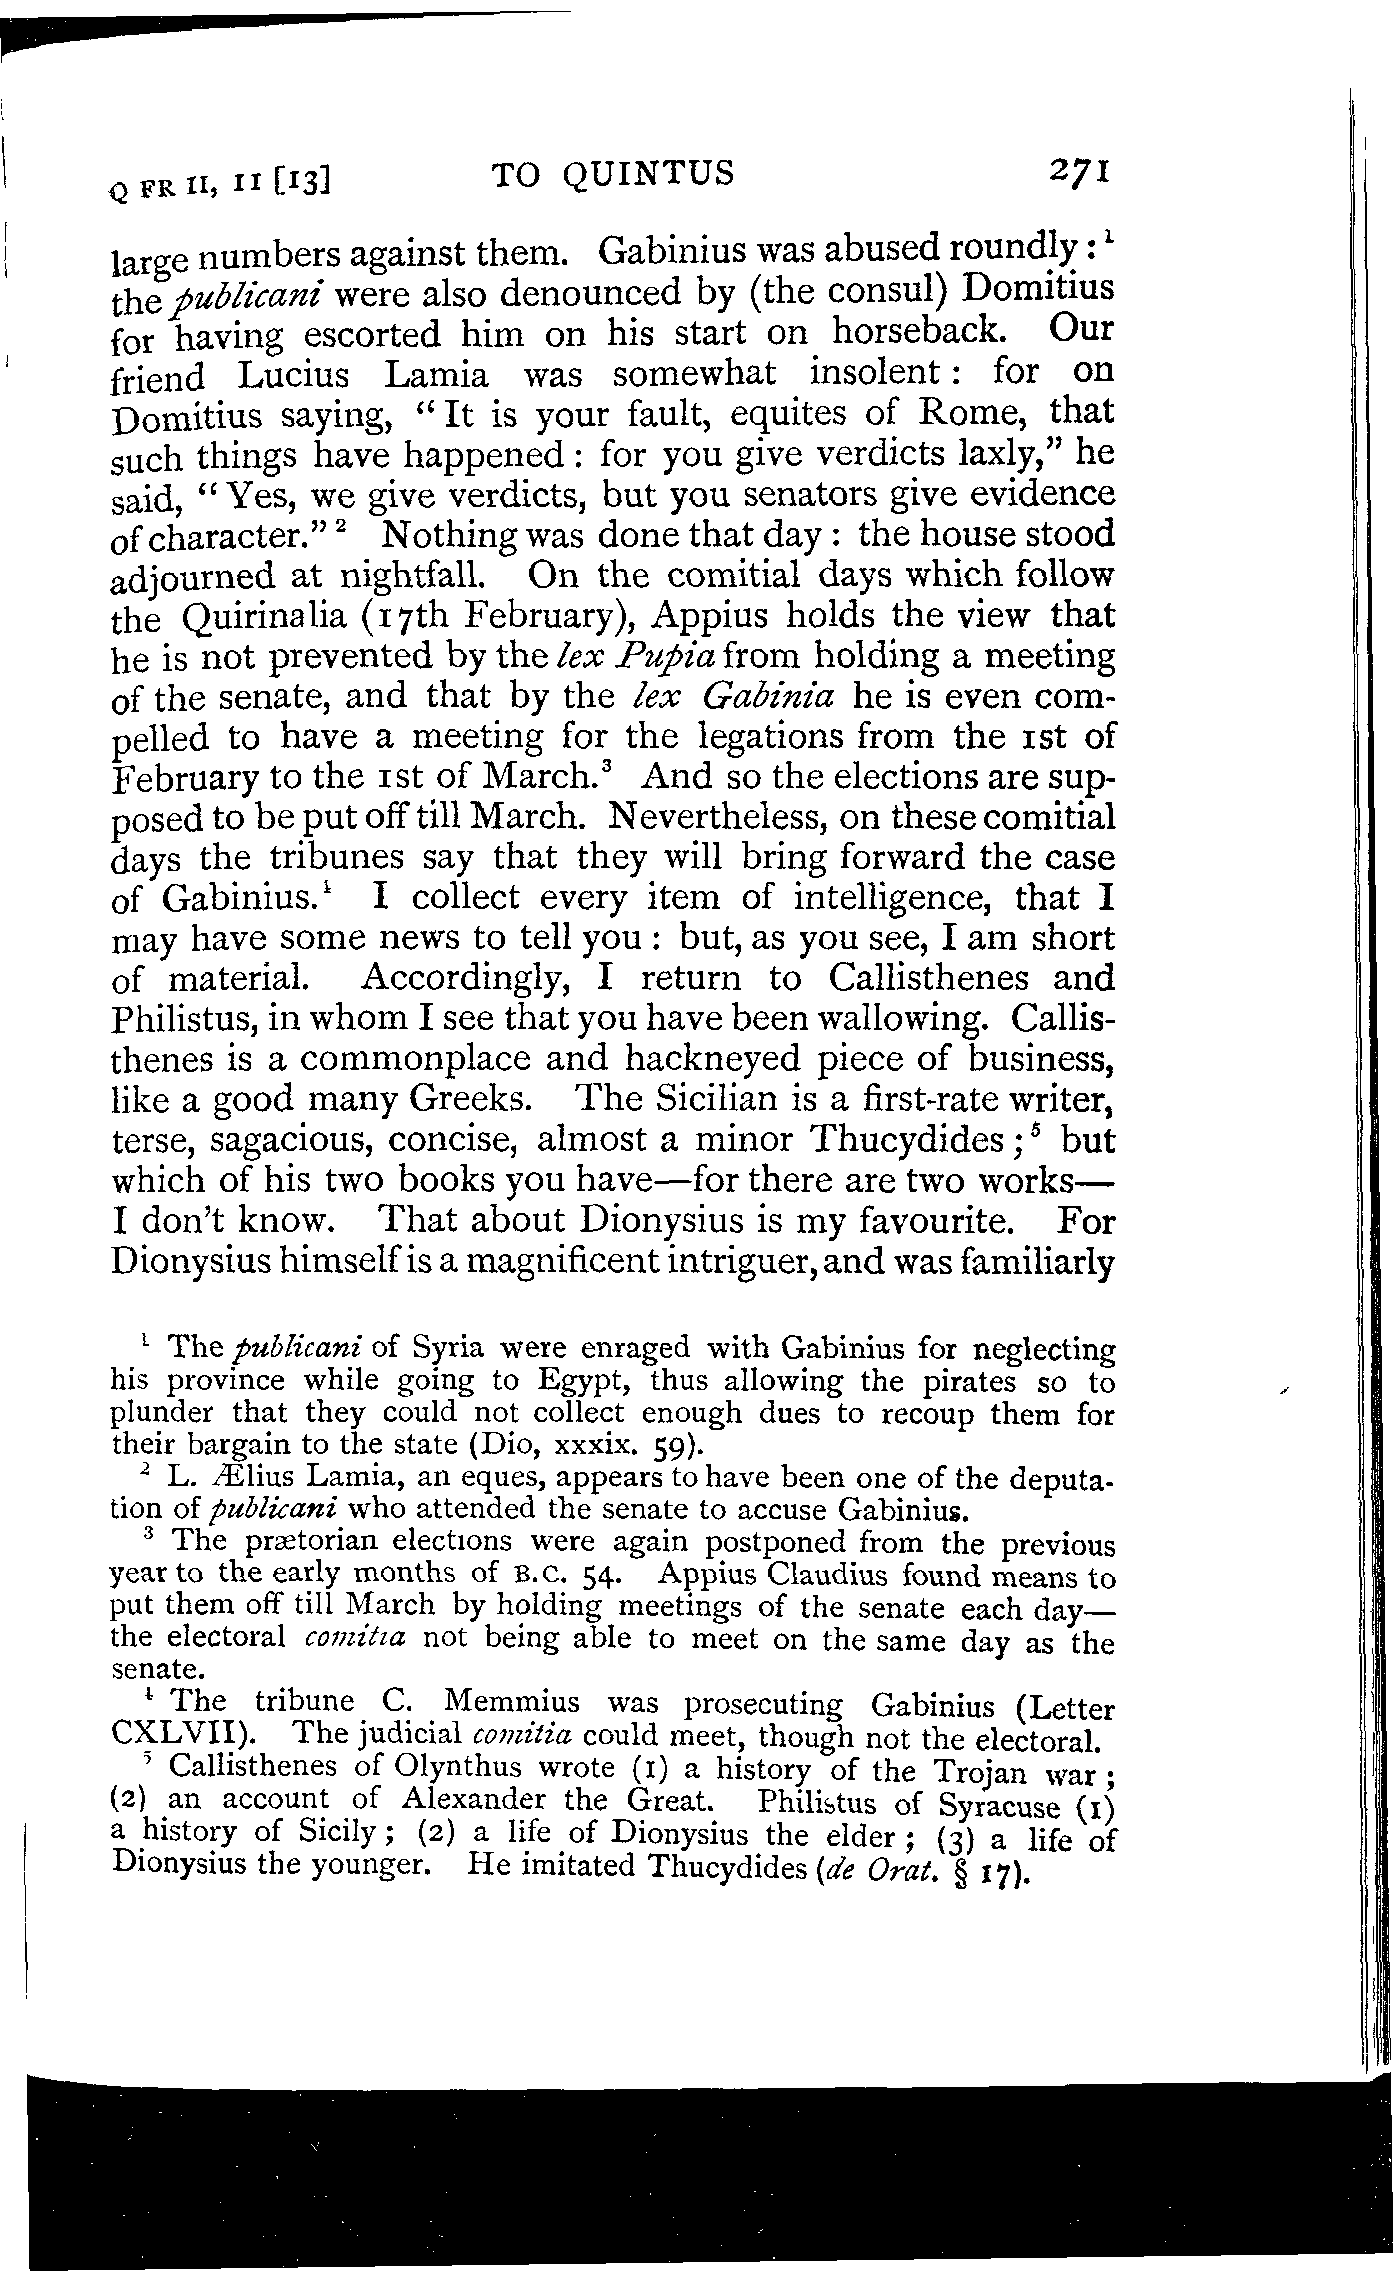 Q FR II, 11 [13] TO QUINTUS 271
large numbers against them. Gabinius was abused roundly:¹
the publicani were also denounced by (the consul) Domitius
for having escorted him on his start on horseback. Our
friend Lucius Lamia was somewhat insolent: for on
Domitius saying, “It is your fault, equites of Rome, that
such things have happened: for you give verdicts laxly,” he
said, “Yes, we give verdicts, but you senators give evidence
of character.”² Nothing was done that day: the house stood
adjourned at nightfall. On the comitial days which follow
the Quirinalia (17th February), Appius holds the view that
he is not prevented by the lex Pupia from holding a meeting
of the senate, and that by the lex Gabinia he is even com-
pelled to have a meeting for the legations from the 1st of
February to the 1st of March.³ And so the elections are sup-
posed to be put off till March. Nevertheless, on these comitial
days the tribunes say that they will bring forward the case
of Gabinius.⁴ I collect every item of intelligence, that I
may have some news to tell you: but, as you see, I am short
of material. Accordingly, I return to Callisthenes and
Philistus, in whom I see that you have been wallowing. Callis-
thenes is a commonplace and hackneyed piece of business,
like a good many Greeks. The Sicilian is a first-rate writer,
terse, sagacious, concise, almost a minor Thucydides;⁵ but
which of his two books you have—for there are two works—
I don't know. That about Dionysius is my favourite. For
Dionysius himself is a magnificent intriguer, and was familiarly
¹ The publicani of Syria were enraged with Gabinius for neglecting
his province while going to Egypt, thus allowing the pirates so to
plunder that they could not collect enough dues to recoup them for
their bargain to the state (Dio, xxxix. 59).
² L. Ælius Lamia, an eques, appears to have been one of the deputa-
tion of publicani who attended the senate to accuse Gabinius.
³ The prætorian elections were again postponed from the previous
year to the early months of B.C. 54. Appius Claudius found means to
put them off till March by holding meetings of the senate each day—
the electoral comitia not being able to meet on the same day as the
senate.
⁴ The tribune C. Memmius was prosecuting Gabinius (Letter
CXLVII). The judicial comitia could meet, though not the electoral.
⁵ Callisthenes of Olynthus wrote (1) a history of the Trojan war;
(2) an account of Alexander the Great. Philistus of Syracuse (1)
a history of Sicily; (2) a life of Dionysius the elder; (3) a life of
Dionysius the younger. He imitated Thucydides (de Orat. § 17).